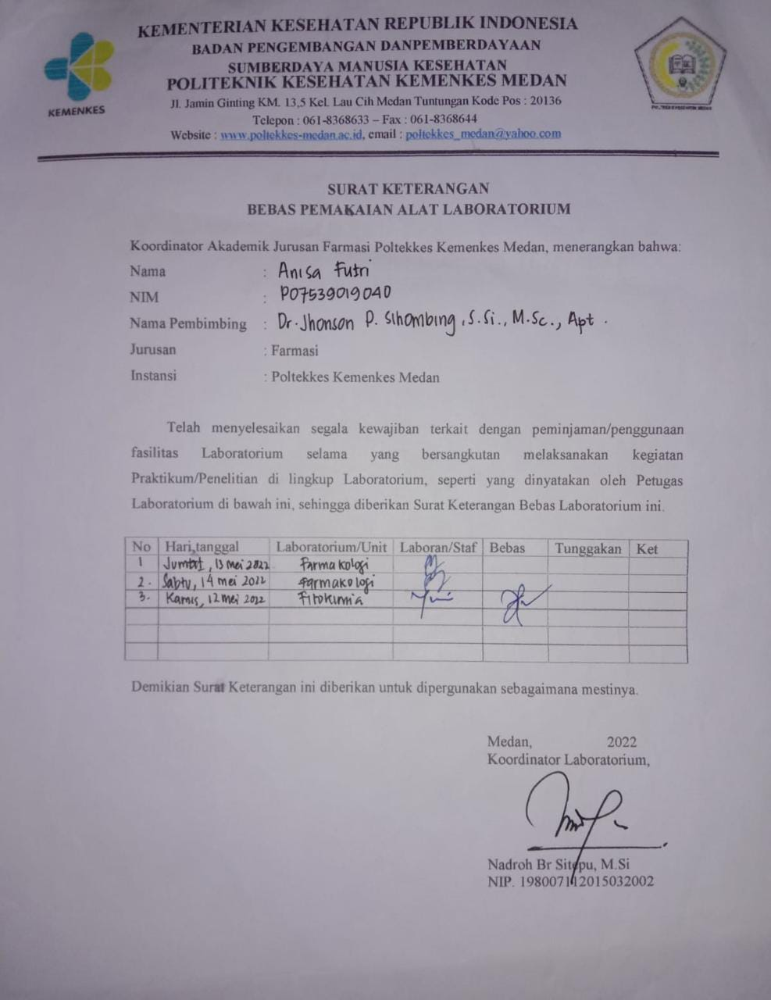 KEMENTERIAN KESEHATAN REPUBLIK INDONESIA
BADAN PENGEMBANGAN DANPEMBERDAYAAN
SUMBERDAYA MANUSIA KESEHATAN
POLITEKNIK KESEHATAN KEMENKES MEDAN
KEMENKES
Jl. Jamin Ginting KM. 13,5 Kel. Lau Cih Medan Tuntungan Kode Pos : 20136
Telepon : 061-8368633 – Fax : 061-8368644
Website : www.poltekkes-medan.ac.id, email : poltekkes_medan@yahoo.com
SURAT KETERANGAN
BEBAS PEMAKAIAN ALAT LABORATORIUM
Koordinator Akademik Jurusan Farmasi Poltekkes Kemenkes Medan, menerangkan bahwa:
Nama : Anisa Futri
NIM : P07539019040
Nama Pembimbing : Dr. Jhonson P. Sihombing, S.Si., M.Sc., Apt.
Jurusan : Farmasi
Instansi : Poltekkes Kemenkes Medan
Telah menyelesaikan segala kewajiban terkait dengan peminjaman/penggunaan
fasilitas Laboratorium selama yang bersangkutan melaksanakan kegiatan
Praktikum/Penelitian di lingkup Laboratorium, seperti yang dinyatakan oleh Petugas
Laboratorium di bawah ini, sehingga diberikan Surat Keterangan Bebas Laboratorium ini.
No Hari,tanggal Laboratorium/Unit Laboran/Staf Bebas Tunggakan Ket
1 Jumat, 13 mei 2022 Farmakologi
2. Sabtu, 14 mei 2022 Farmakologi
3. Kamis, 12 mei 2022 Fitokimia
Demikian Surat Keterangan ini diberikan untuk dipergunakan sebagaimana mestinya.
Medan, 2022
Koordinator Laboratorium,
Nadroh Br Sitepu, M.Si
NIP. 198007112015032002